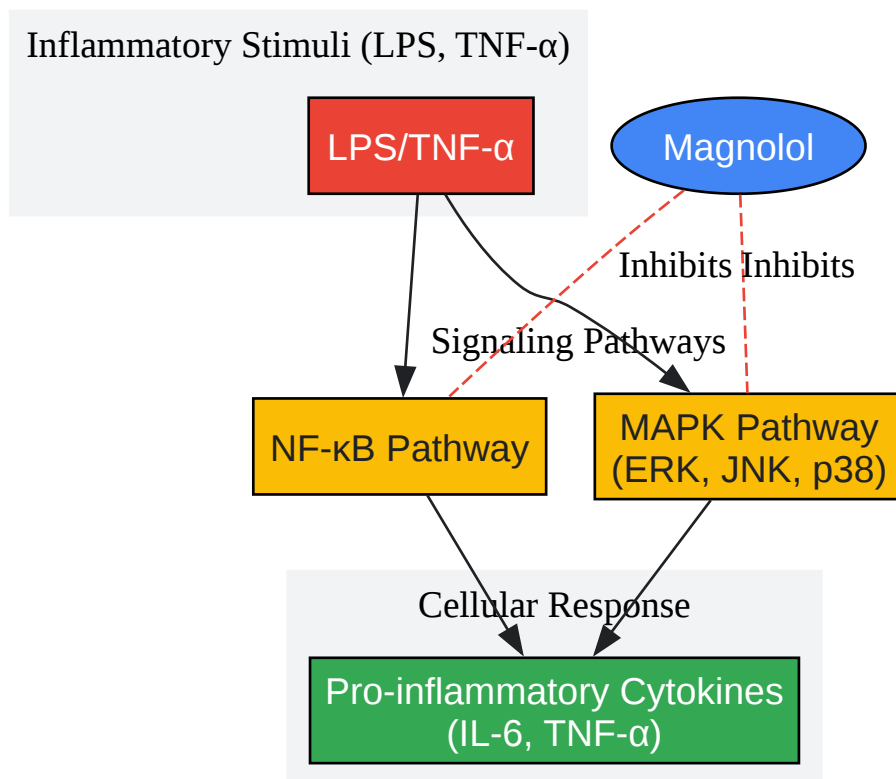 Inflammatory Stimuli (LPS, TNF-α)
LPS/TNF-α
Magnolol
Inhibits
Inhibits
Signaling Pathways
NF-κB Pathway
MAPK Pathway
(ERK, JNK, p38)
Cellular Response
Pro-inflammatory Cytokines
(IL-6, TNF-α)